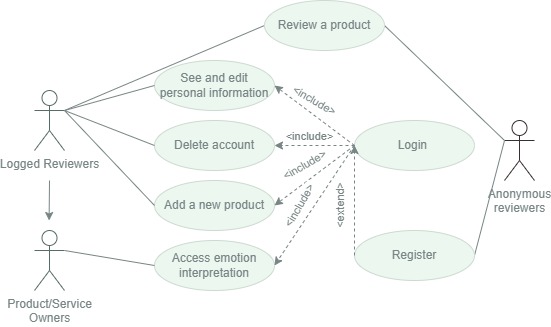 Review a product
See and edit
personal information
<include>
Delete account
<include>
Login
Logged Reviewers
<include>
Anonymous
reviewers
Add a new product
<include>
<extend>
Access emotion
interpretation
Register
Product/Service
Owners